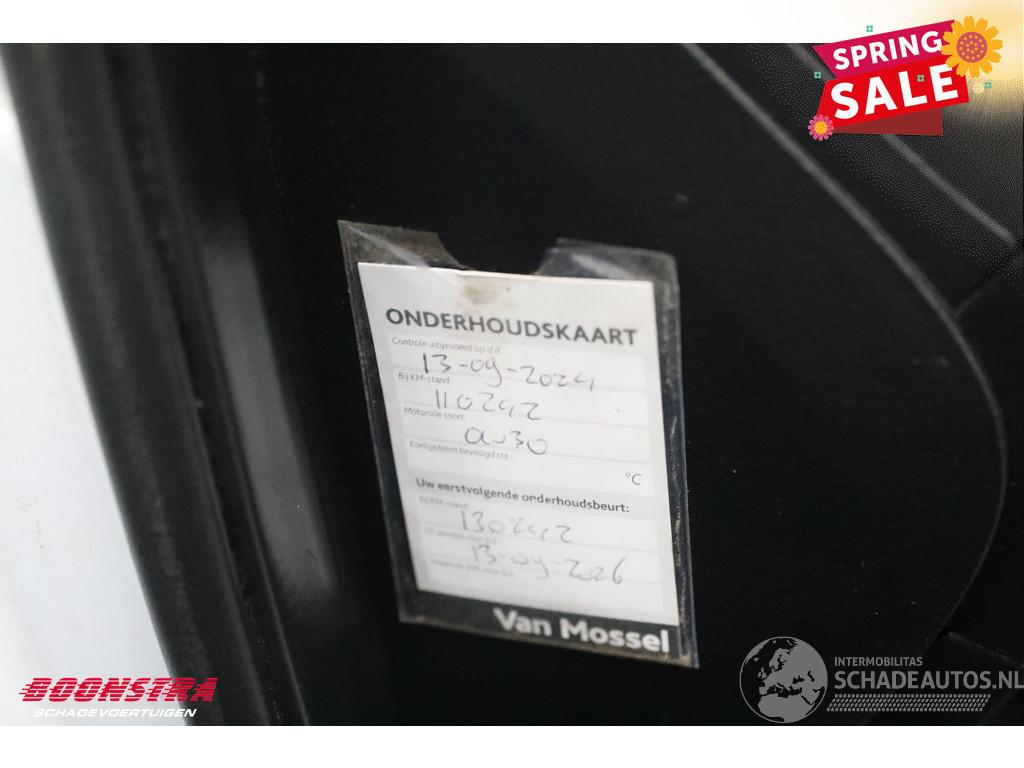 SPRING
SALE
ONDERHOUDSKAART
Controle uitgevoerd op d.d.
13-09-2024
Bij KM-stand:
110242
Motorolie soort:
0w30
Koelsysteem beveiligd tot
°C
Uw eerstvolgende onderhoudsbeurt:
Bij KM-stand
130242
13-09-2026
Van Mossel
BOONSTRA
SCHADEVOERTUIGEN
INTERMOBILITAS
SCHADEAUTOS.NL